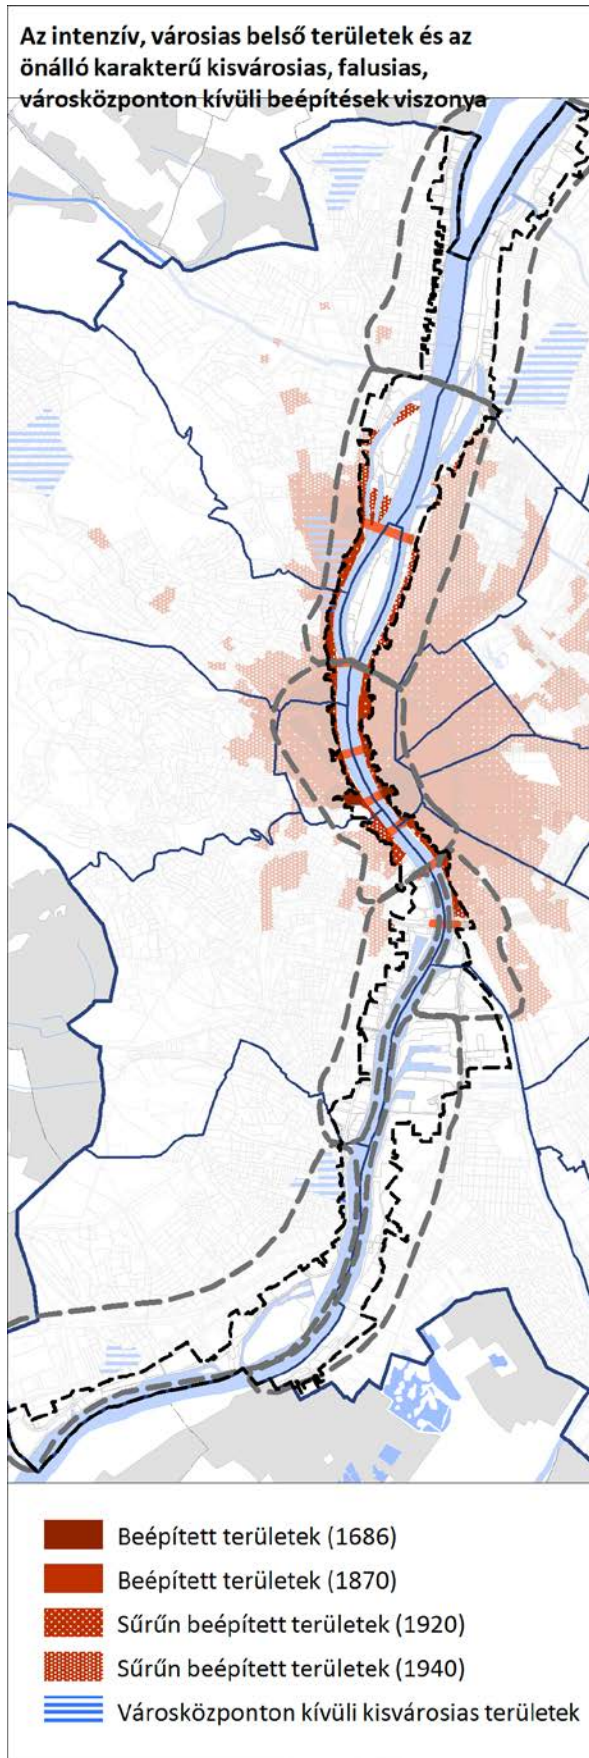 Az intenzív, városias belső területek és az
önálló karakterű kisvárosias, falusias,
városközponton kívüli beépítések viszonya
Beépített területek (1686)
Beépített területek (1870)
Sűrűn beépített területek (1920)
Sűrűn beépített területek (1940)
Városközponton kívüli kisvárosias területek